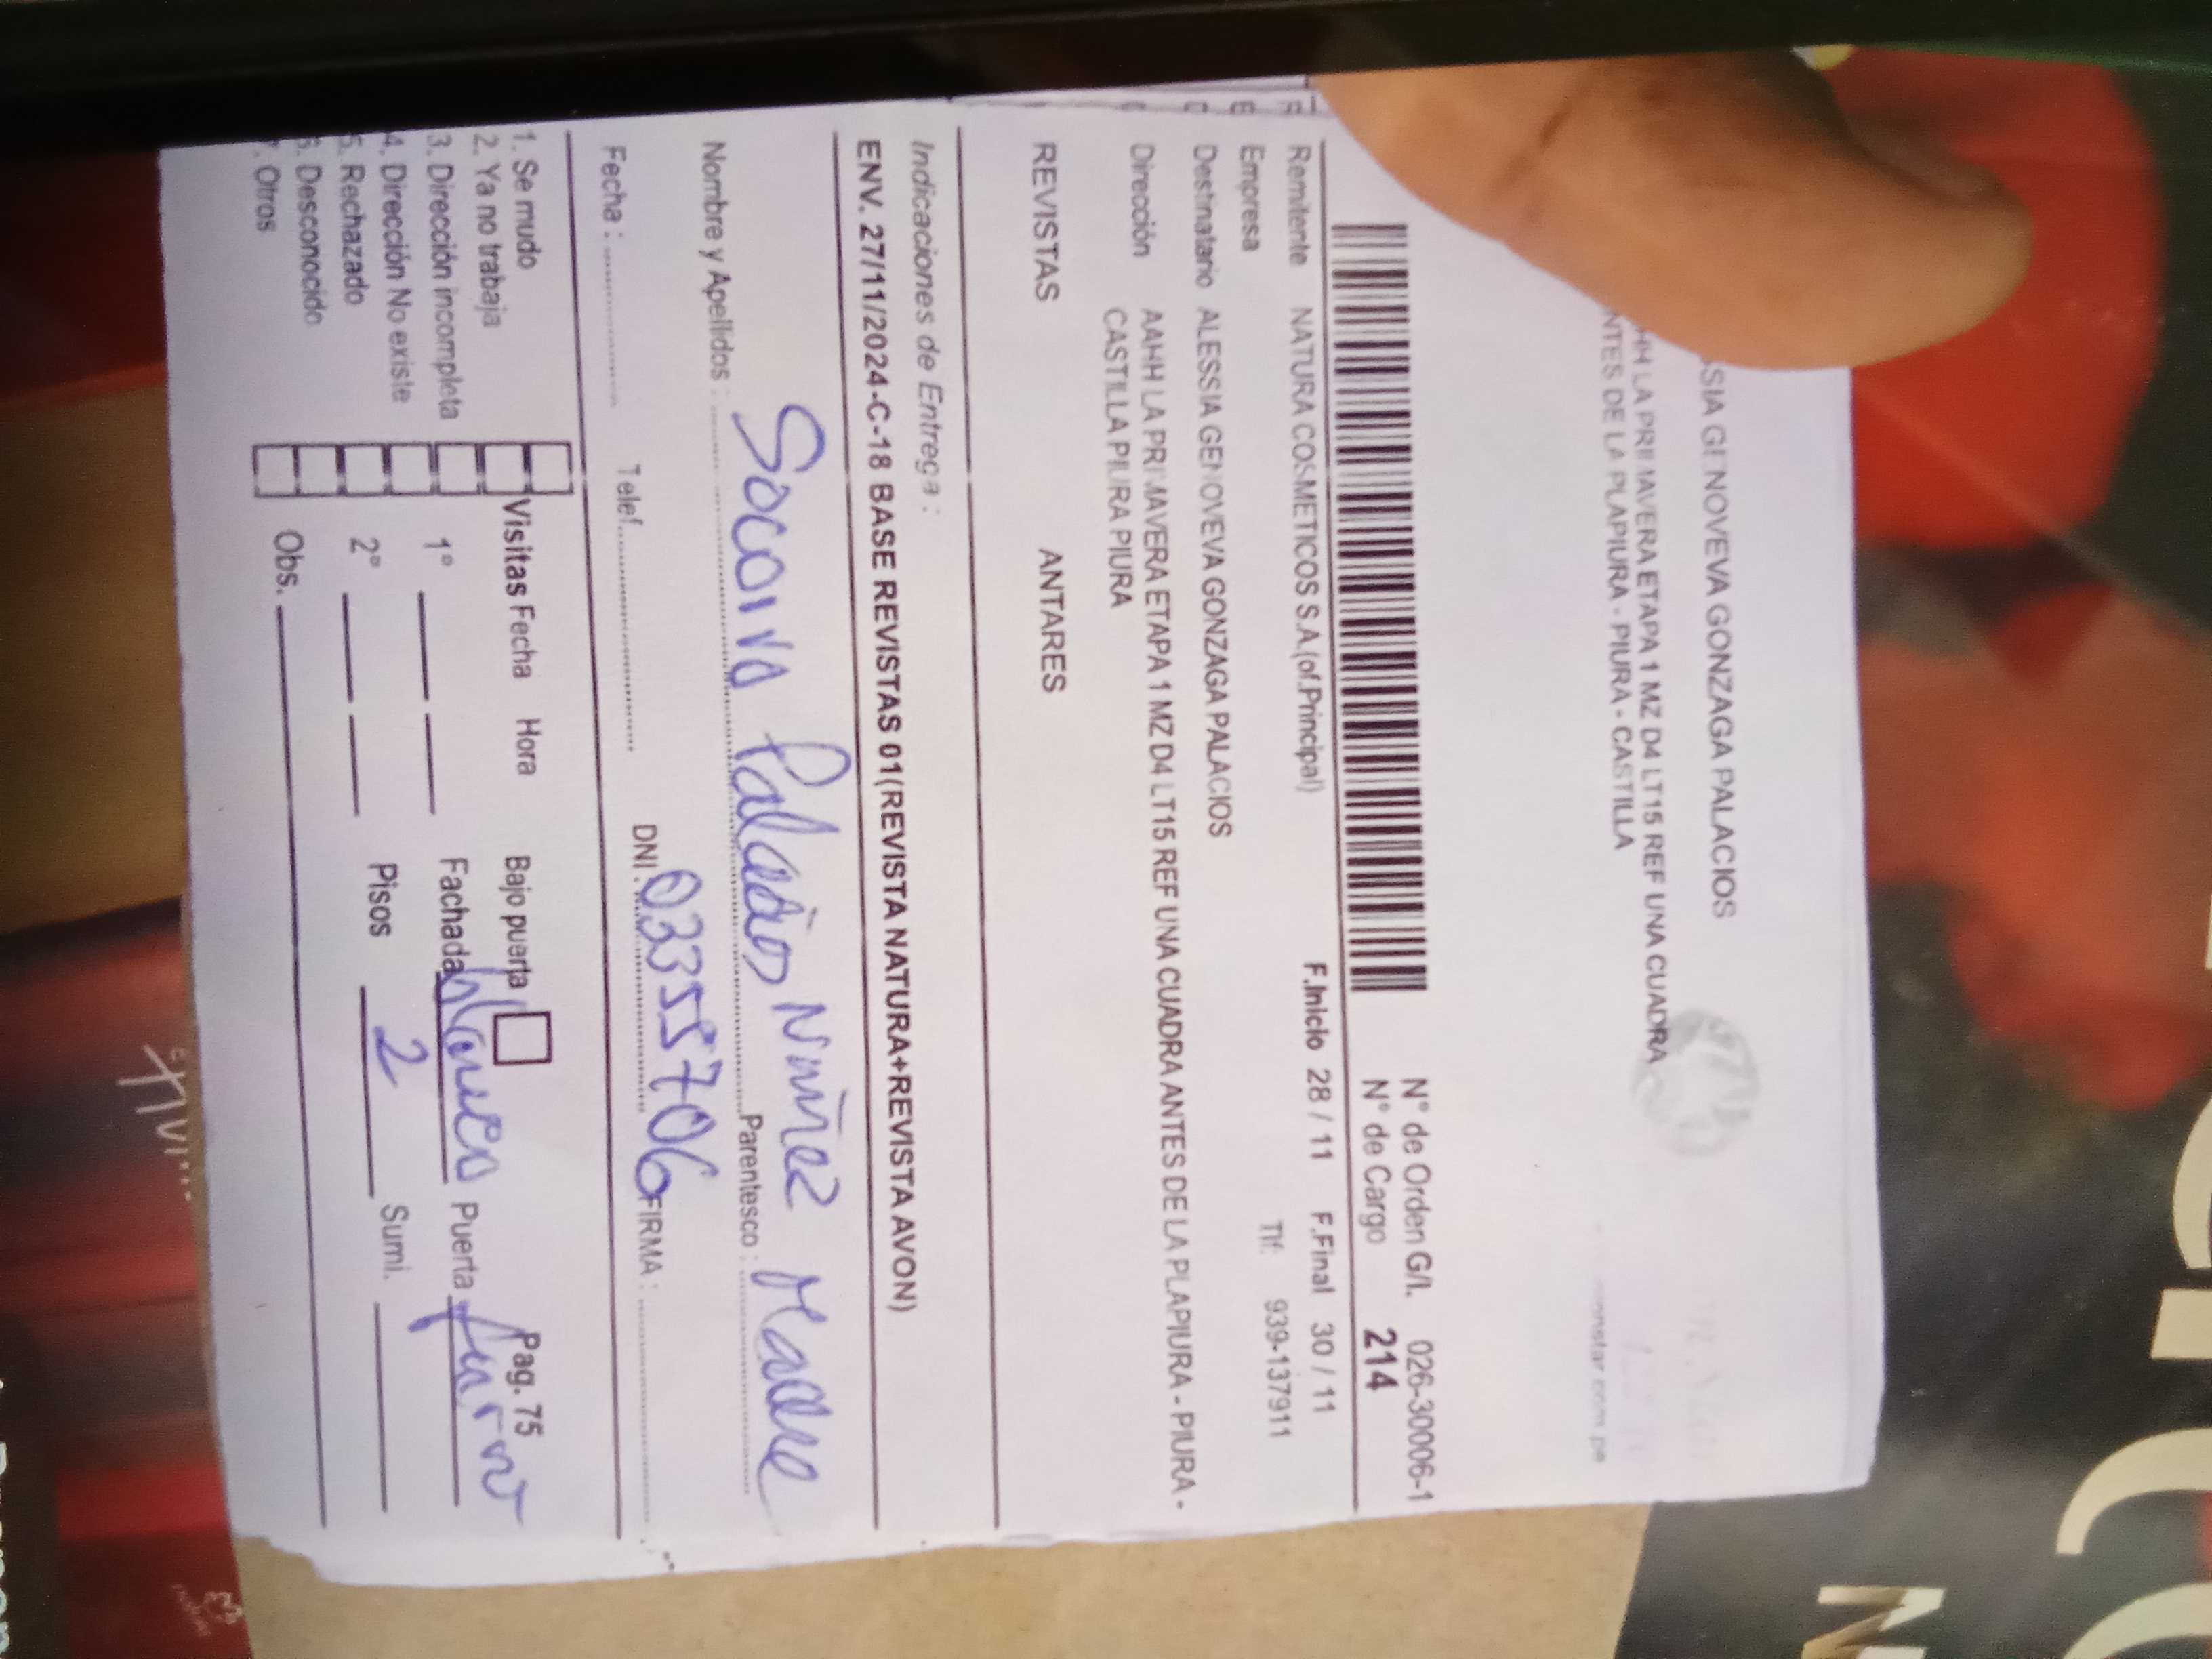 SIA GENOVEVA GONZAGA PALACIOS
HH LA PRIMAVERA ETAPA 1 MZ D4 LT15 REF UNA CUADRA
NTES DE LA PLAPIURA - PIURA - CASTILLA
N° de Orden G/I. 026-30006-1
N° de Cargo 214
Remitente NATURA COSMETICOS S.A.(of.Principal) F.Inicio 28 / 11 F.Final 30 / 11
Empresa Tlf: 939-137911
Destinatario ALESSIA GENOVEVA GONZAGA PALACIOS
Dirección AAHH LA PRIMAVERA ETAPA 1 MZ D4 LT15 REF UNA CUADRA ANTES DE LA PLAPIURA - PIURA -
CASTILLA PIURA PIURA
REVISTAS ANTARES
Indicaciones de Entrega :
ENV. 27/11/2024-C-18 BASE REVISTAS 01(REVISTA NATURA+REVISTA AVON)
Nombre y Apellidos : Palacios Nuñez Parentesco : Madre
Fecha : Telef. DNI. 03355706 FIRMA :
1. Se mudo
2. Ya no trabaja
3. Dirección incompleta
4. Dirección No existe
5. Rechazado
6. Desconocido
7. Otros
Visitas Fecha Hora Bajo puerta Pag. 75
1° Fachada blanco Puerta
2° Pisos 2 Sumi.
Obs.